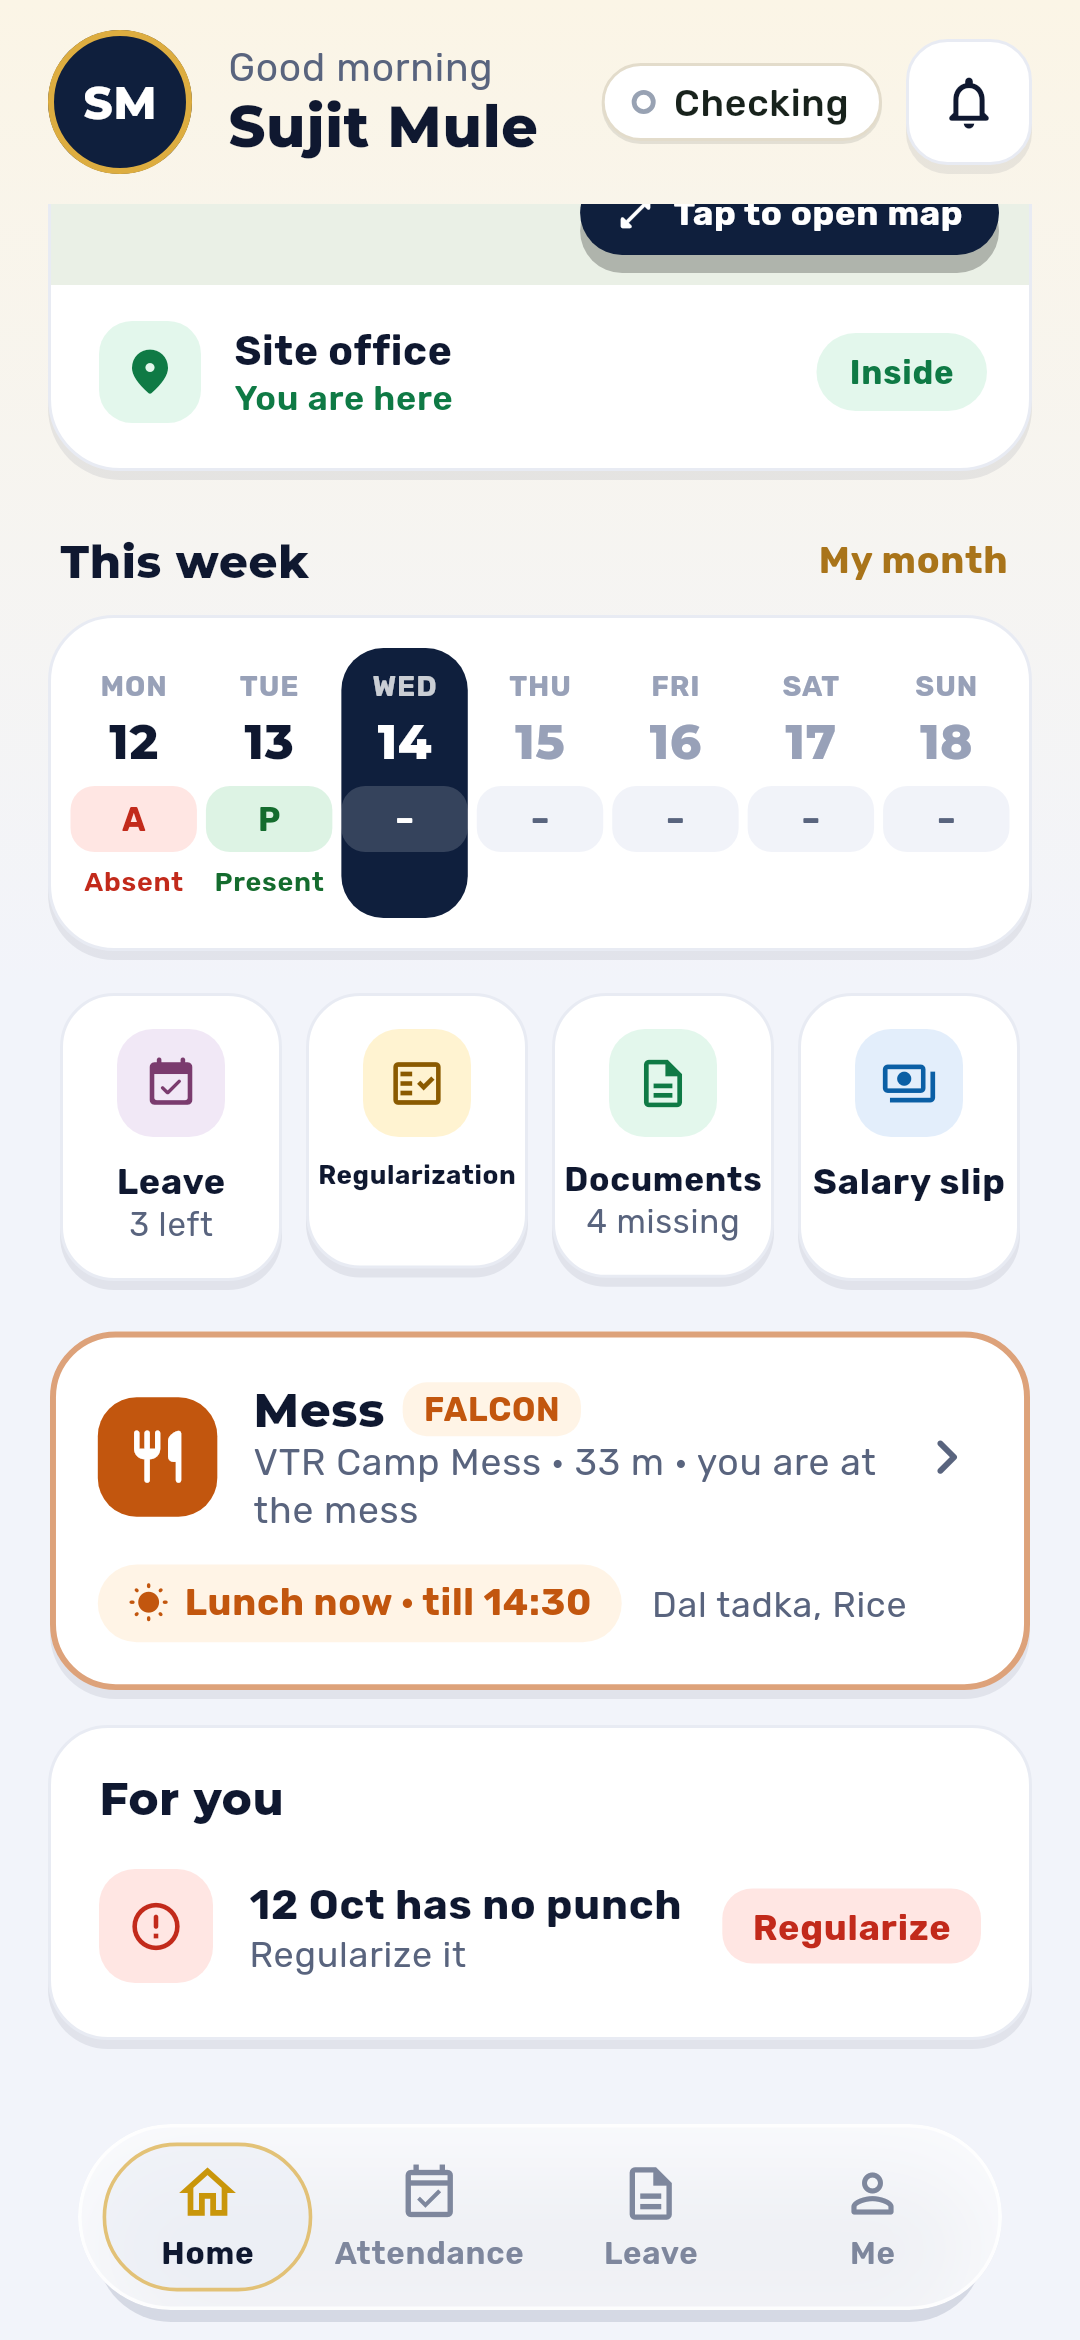 SM
Good morning
Sujit Mule
Checking
Tap to open map
Site office
You are here
Inside
This week
My month
MON TUE WED THU FRI SAT SUN
12 13 14 15 16 17 18
A P - - - - -
Absent Present
Leave
3 left
Regularization
Documents
4 missing
Salary slip
Mess FALCON
VTR Camp Mess • 33 m • you are at
the mess
Lunch now • till 14:30
Dal tadka, Rice
For you
12 Oct has no punch
Regularize it
Regularize
Home Attendance Leave Me